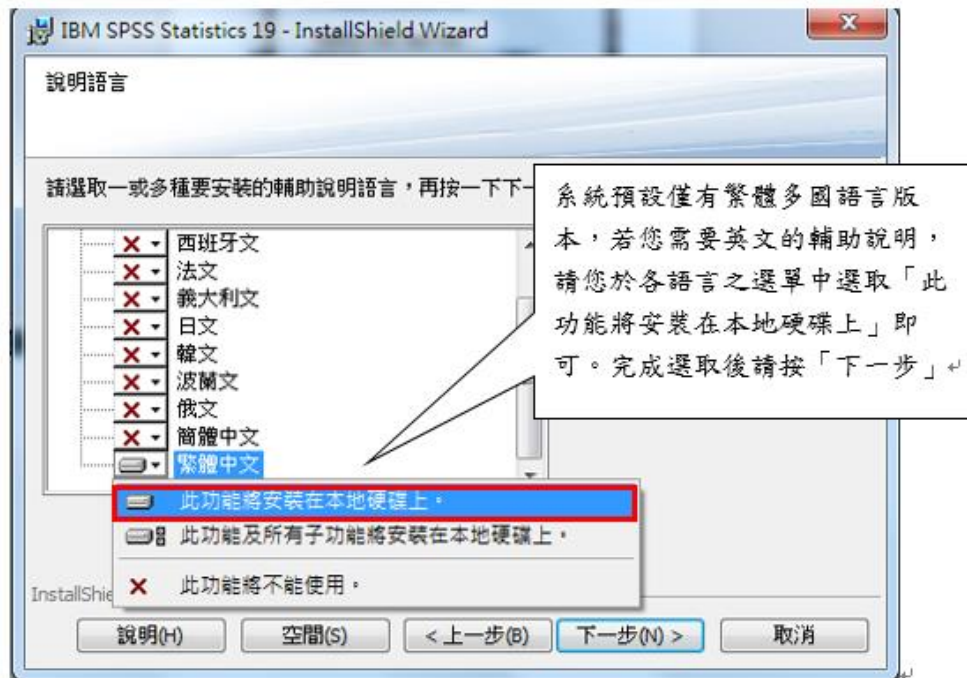 IBM SPSS Statistics 19 - InstallShield Wizard
說明語言
請選取一或多種要安裝的輔助說明語言，再按一下下一
西班牙文
法文
義大利文
日文
韓文
波蘭文
俄文
簡體中文
繁體中文
此功能將安裝在本地硬碟上。
此功能及所有子功能將安裝在本地硬碟上。
此功能將不能使用。
系統預設僅有繁體多國語言版
本，若您需要英文的輔助說明，
請您於各語言之選單中選取「此
功能將安裝在本地硬碟上」即
可。完成選取後請按「下一步」
InstallShie
說明(H) 空間(S) < 上一步(B) 下一步(N) > 取消